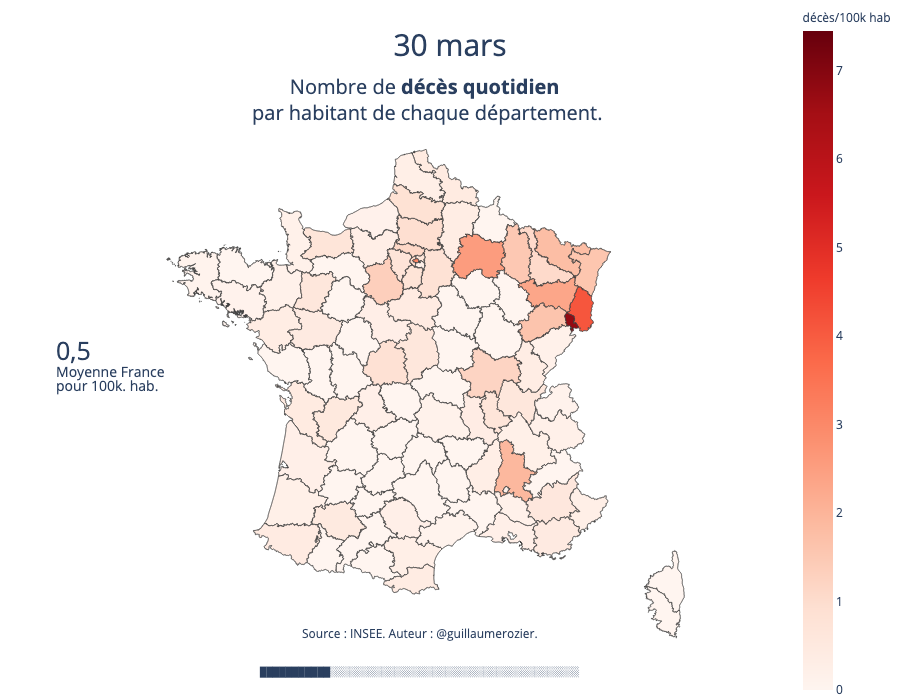 décès/100k hab
30 mars
Nombre de décès quotidien
par habitant de chaque département.
7
6
5
4
3
2
1
0
0,5
Moyenne France
pour 100k. hab.
Source : INSEE. Auteur : @guillaumerozier.